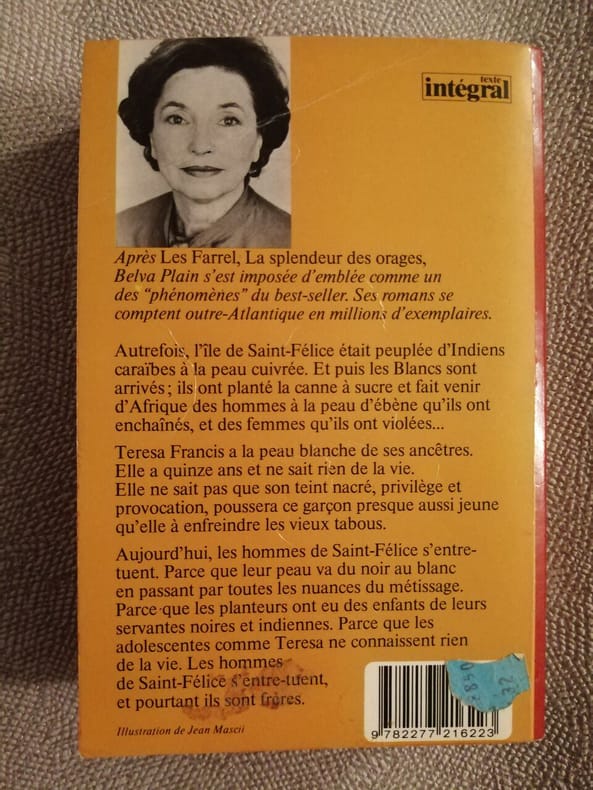 texte
intégral
Après Les Farrel, La splendeur des orages,
Belva Plain s'est imposée d'emblée comme un
des "phénomènes" du best-seller. Ses romans se
comptent outre-Atlantique en millions d'exemplaires.
Autrefois, l'île de Saint-Félice était peuplée d'Indiens
caraïbes à la peau cuivrée. Et puis les Blancs sont
arrivés ; ils ont planté la canne à sucre et fait venir
d'Afrique des hommes à la peau d'ébène qu'ils ont
enchaînés, et des femmes qu'ils ont violées...
Teresa Francis a la peau blanche de ses ancêtres.
Elle a quinze ans et ne sait rien de la vie.
Elle ne sait pas que son teint nacré, privilège et
provocation, poussera ce garçon presque aussi jeune
qu'elle à enfreindre les vieux tabous.
Aujourd'hui, les hommes de Saint-Félice s'entre-
tuent. Parce que leur peau va du noir au blanc
en passant par toutes les nuances du métissage.
Parce que les planteurs ont eu des enfants de leurs
servantes noires et indiennes. Parce que les
adolescentes comme Teresa ne connaissent rien
de la vie. Les hommes
de Saint-Félice s'entre-tuent,
et pourtant ils sont frères.
Illustration de Jean Mascii
2850
32
9 782277 216223